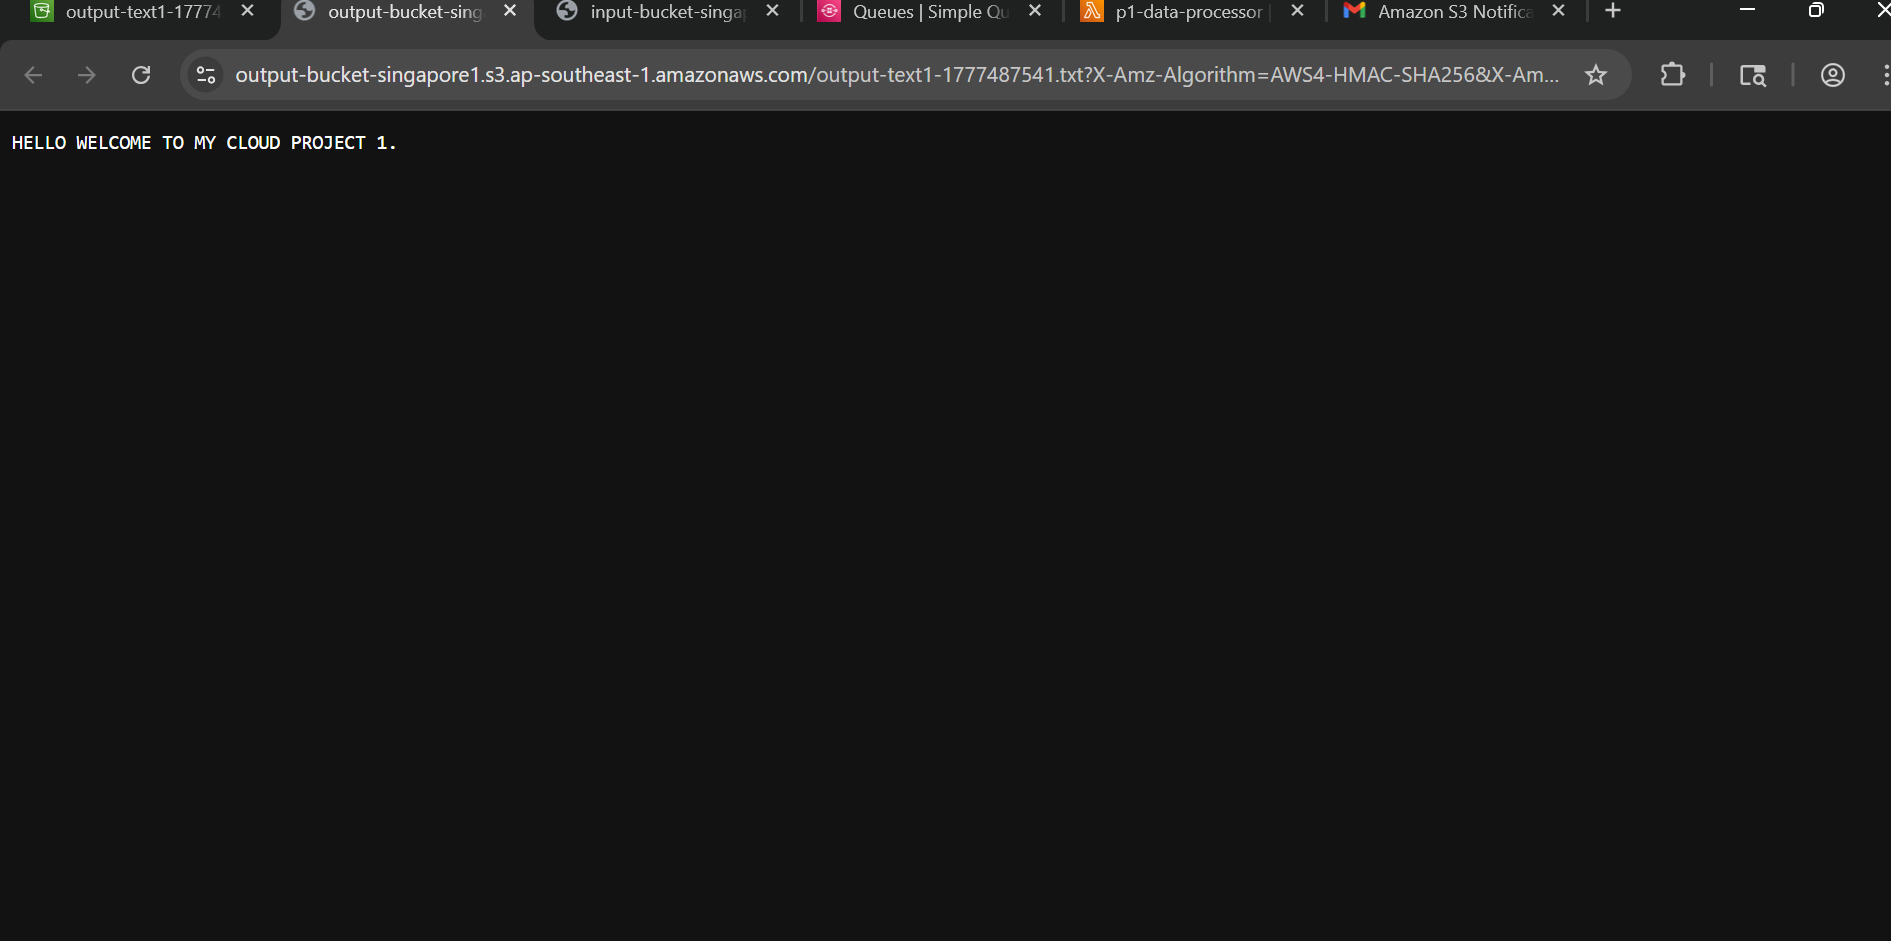 output-text1-17774
output-bucket-sing
input-bucket-singa
Queues | Simple Qu
p1-data-processor |
Amazon S3 Notifica
output-bucket-singapore1.s3.ap-southeast-1.amazonaws.com/output-text1-1777487541.txt?X-Amz-Algorithm=AWS4-HMAC-SHA256&X-Am...
HELLO WELCOME TO MY CLOUD PROJECT 1.